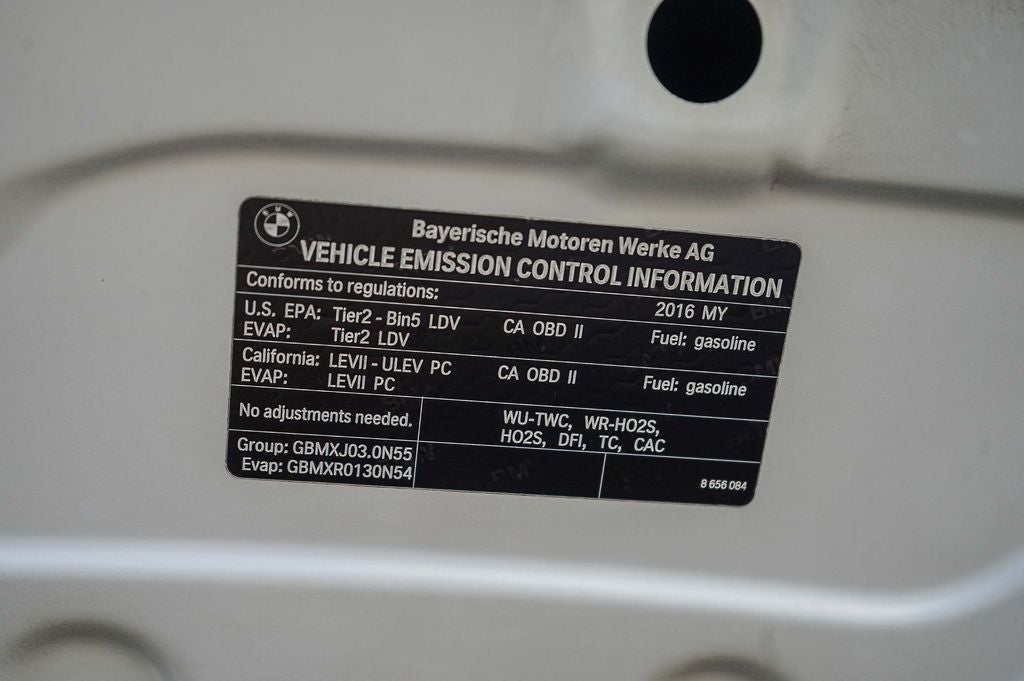 BMW
Bayerische Motoren Werke AG
VEHICLE EMISSION CONTROL INFORMATION
Conforms to regulations: 2016 MY
U.S. EPA: Tier2 - Bin5 LDV CA OBD II Fuel: gasoline
EVAP: Tier2 LDV
California: LEVII - ULEV PC CA OBD II Fuel: gasoline
EVAP: LEVII PC
No adjustments needed.
WU-TWC, WR-HO2S,
HO2S, DFI, TC, CAC
Group: GBMXJ03.0N55
Evap: GBMXR0130N54
8 656 084